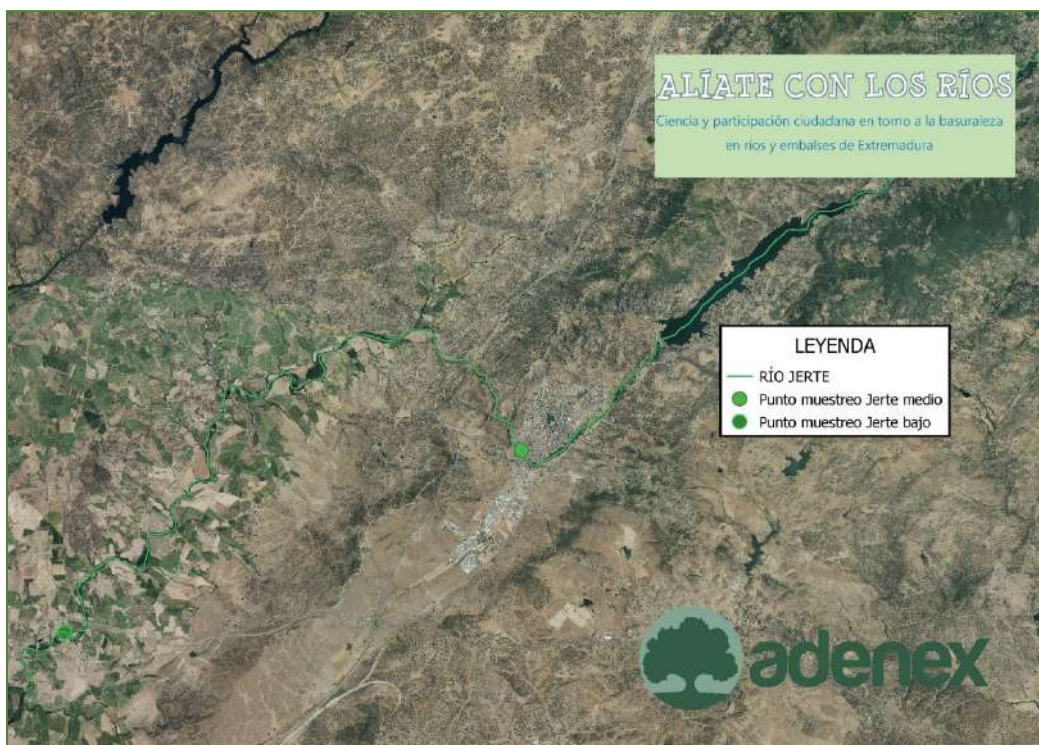 ALÍATE CON LOS RÍOS
Ciencia y participación ciudadana en torno a la basuraleza
en ríos y embalses de Extremadura
LEYENDA
RÍO JERTE
Punto muestreo Jerte medio
Punto muestreo Jerte bajo
adenex